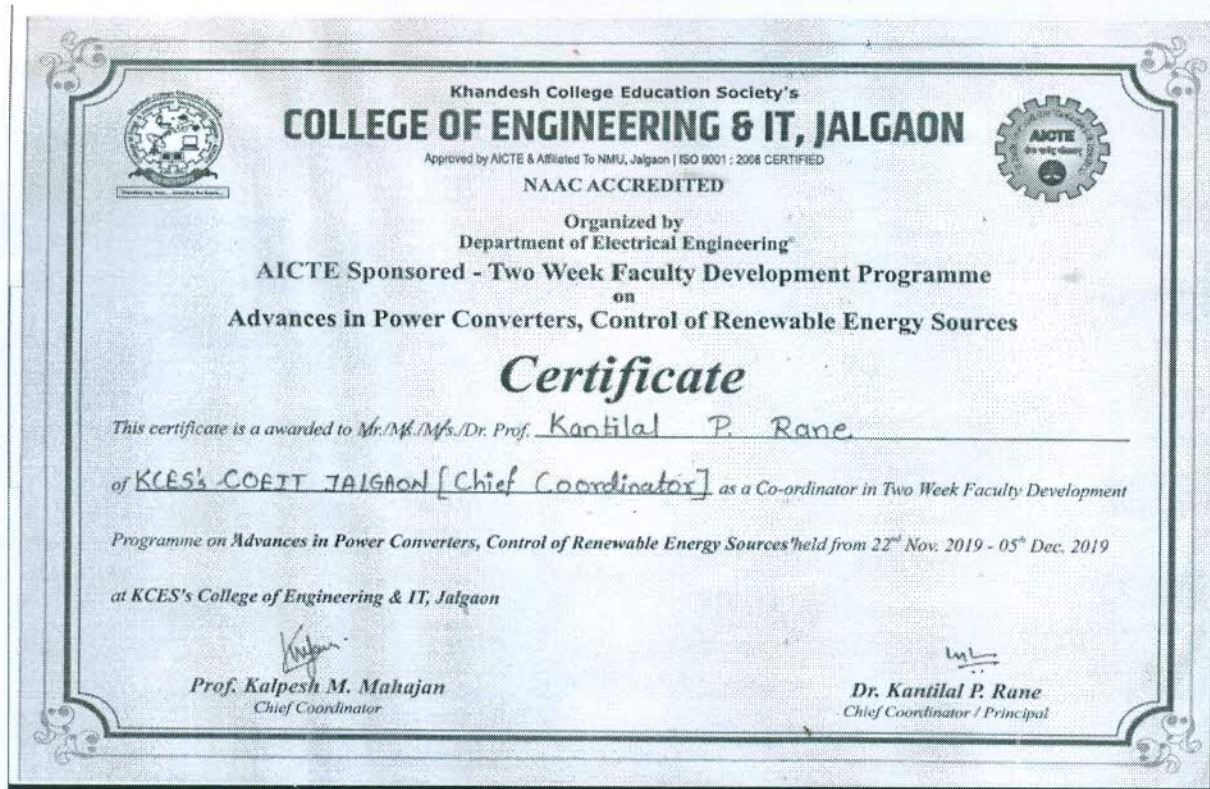 Khandesh College Education Society's
COLLEGE OF ENGINEERING & IT, JALGAON
Approved by AICTE & Affiliated To NMU, Jalgaon | ISO 9001 : 2008 CERTIFIED
NAAC ACCREDITED
AICTE
Organized by
Department of Electrical Engineering
AICTE Sponsored - Two Week Faculty Development Programme
on
Advances in Power Converters, Control of Renewable Energy Sources
Certificate
This certificate is a awarded to Mr./Ms./M/s./Dr. Prof. Kantilal P. Rane
of KCES's COEIT JALGAON [Chief Coordinator] as a Co-ordinator in Two Week Faculty Development
Programme on "Advances in Power Converters, Control of Renewable Energy Sources" held from 22nd Nov. 2019 - 05th Dec. 2019
at KCES's College of Engineering & IT, Jalgaon
Prof. Kalpesh M. Mahajan
Chief Coordinator
Dr. Kantilal P. Rane
Chief Coordinator / Principal